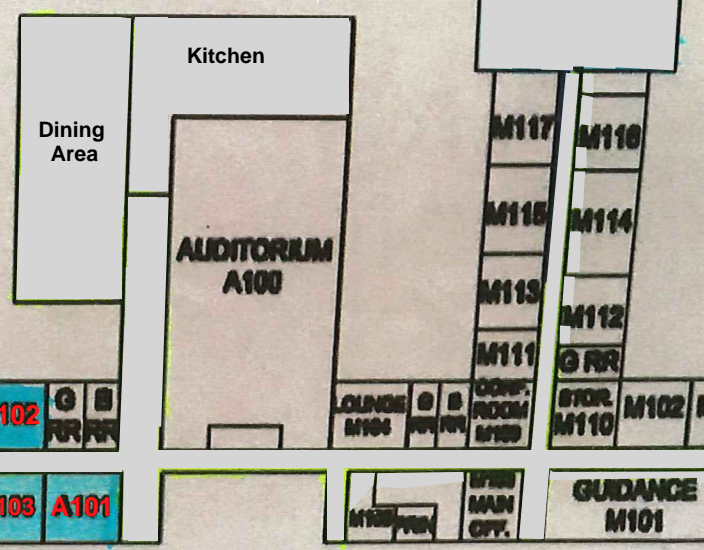 Kitchen
Dining
Area
M117
M116
M115
M114
AUDITORIUM
A100
M113
M112
M111
G RR
102
G
B
RR
RR
LOUNGE
M104
G
B
RR
RR
CONF.
ROOM
STOR.
M110
M102
103
A101
MAIN
OFF.
GUIDANCE
M101